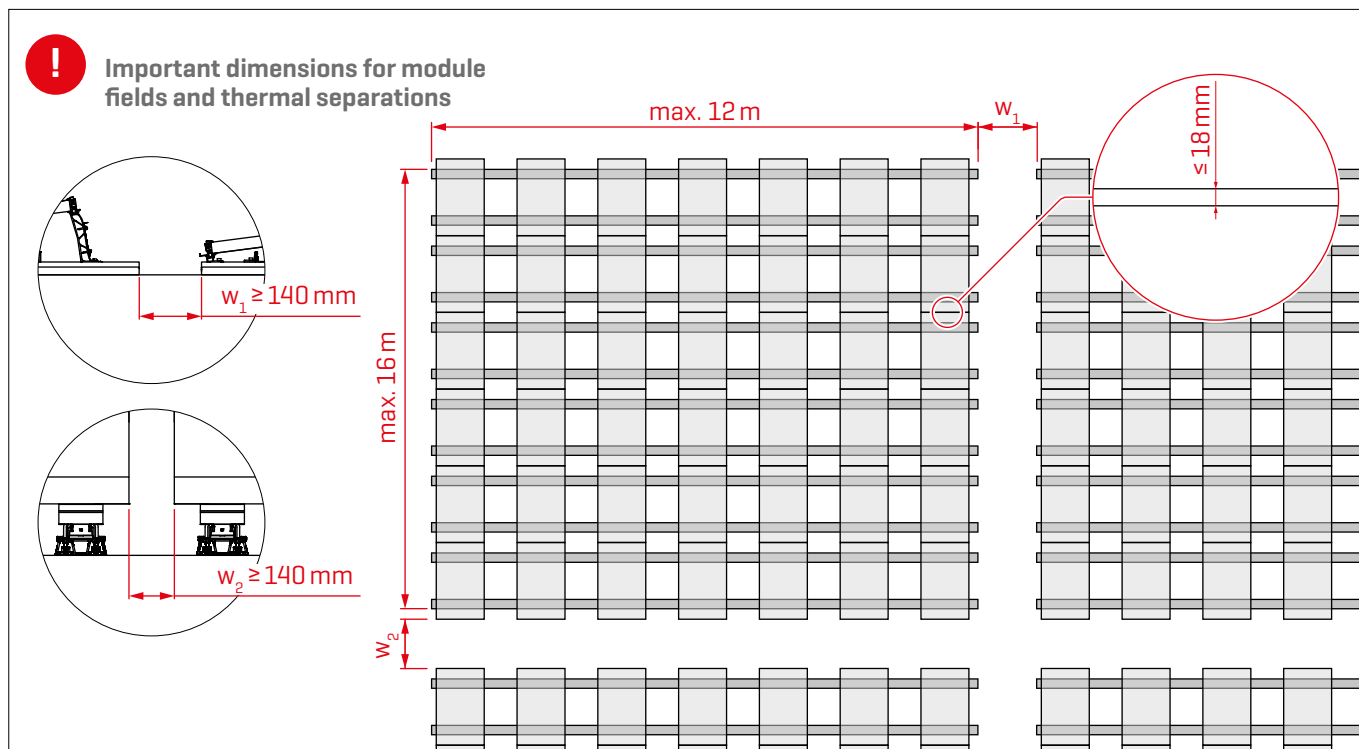 !
Important dimensions for module
fields and thermal separations
max. 12 m
w₁
≤ 18 mm
w₁ ≥ 140 mm
max. 16 m
w₂ ≥ 140 mm
w₂